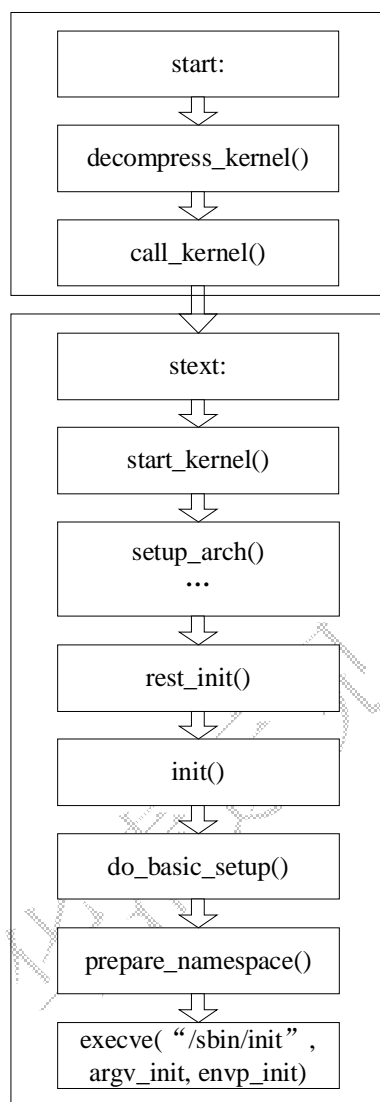 start:
decompress_kernel()
call_kernel()
stext:
start_kernel()
setup_arch()
…
rest_init()
init()
do_basic_setup()
prepare_namespace()
execve(“/sbin/init”,
argv_init, envp_init)